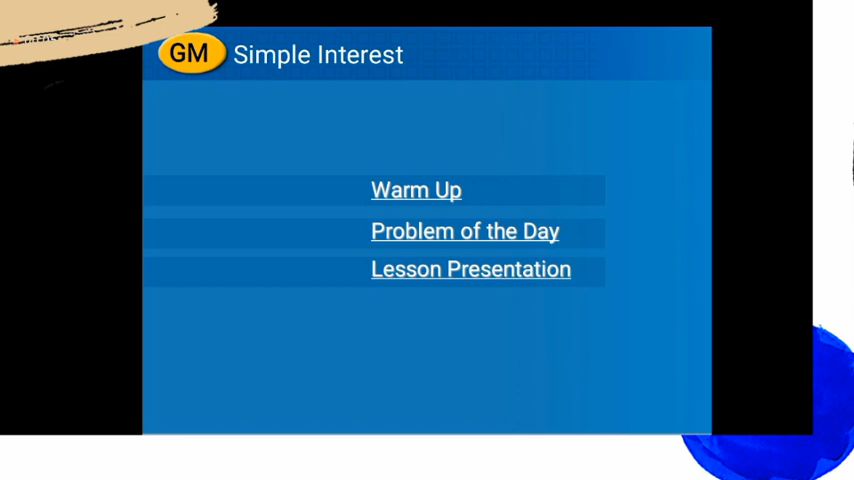 GM Simple Interest
Warm Up
Problem of the Day
Lesson Presentation